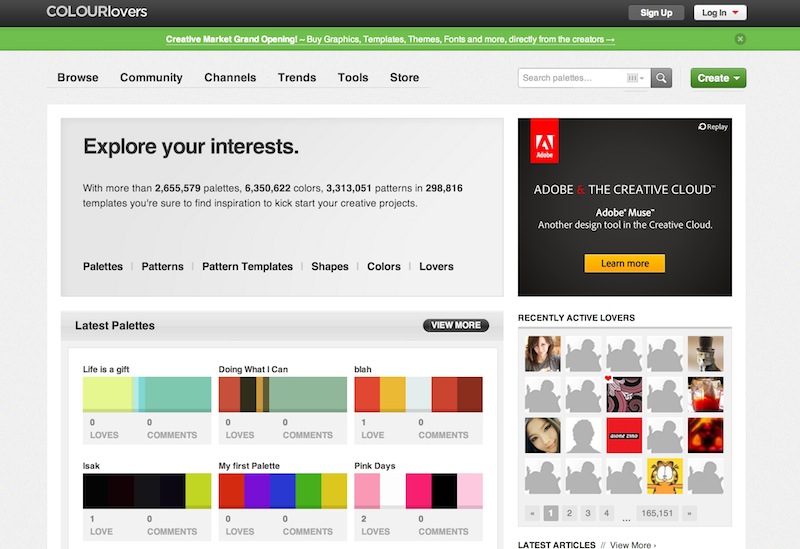 COLOURlovers
Sign Up
Log In
Creative Market Grand Opening! ~ Buy Graphics, Templates, Themes, Fonts and more, directly from the creators →
Browse
Community
Channels
Trends
Tools
Store
Search palettes...
Create
Explore your interests.
With more than 2,655,579 palettes, 6,350,622 colors, 3,313,051 patterns in 298,816
templates you're sure to find inspiration to kick start your creative projects.
Palettes | Patterns | Pattern Templates | Shapes | Colors | Lovers
Replay
Adobe
ADOBE & THE CREATIVE CLOUD™
Adobe® Muse™
Another design tool in the Creative Cloud.
Learn more
Latest Palettes
VIEW MORE
Life is a gift
0 LOVES
0 COMMENTS
Doing What I Can
0 LOVES
0 COMMENTS
blah
1 LOVE
0 COMMENTS
Isak
1 LOVE
0 COMMENTS
My first Palette
0 LOVES
0 COMMENTS
Pink Days
2 LOVES
0 COMMENTS
RECENTLY ACTIVE LOVERS
« 1 2 3 4 ... 165,151 »
LATEST ARTICLES // View More ›